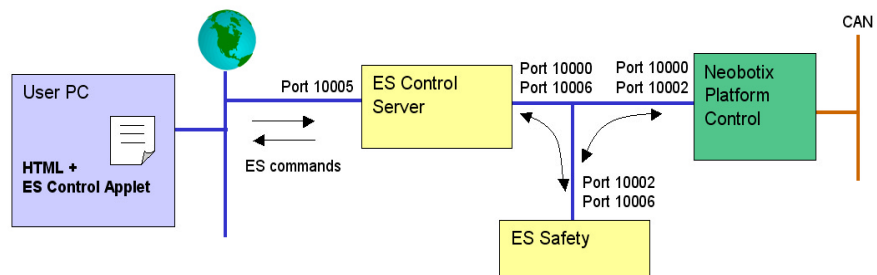 CAN
User PC
HTML +
ES Control Applet
Port 10005
ES commands
ES Control
Server
Port 10000
Port 10006
Port 10000
Port 10002
Neobotix
Platform
Control
Port 10002
Port 10006
ES Safety